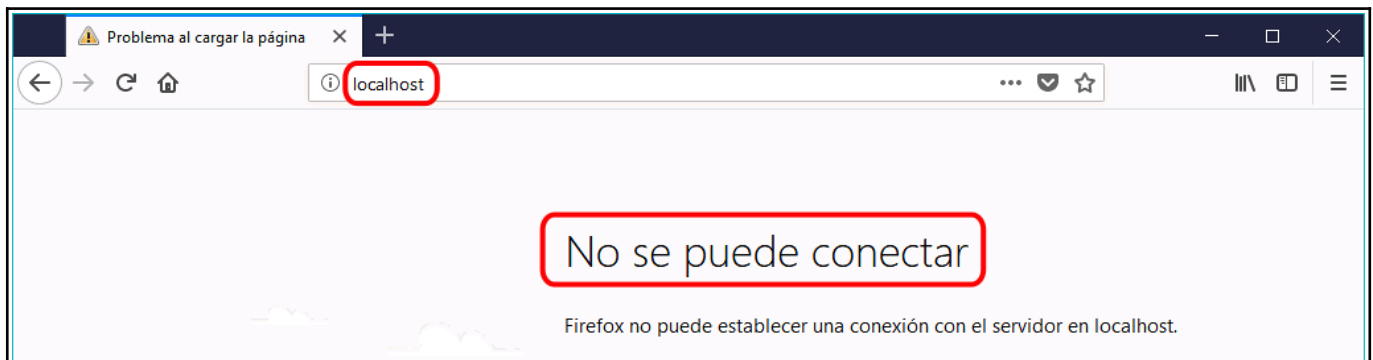 Problema al cargar la página
localhost
No se puede conectar
Firefox no puede establecer una conexión con el servidor en localhost.